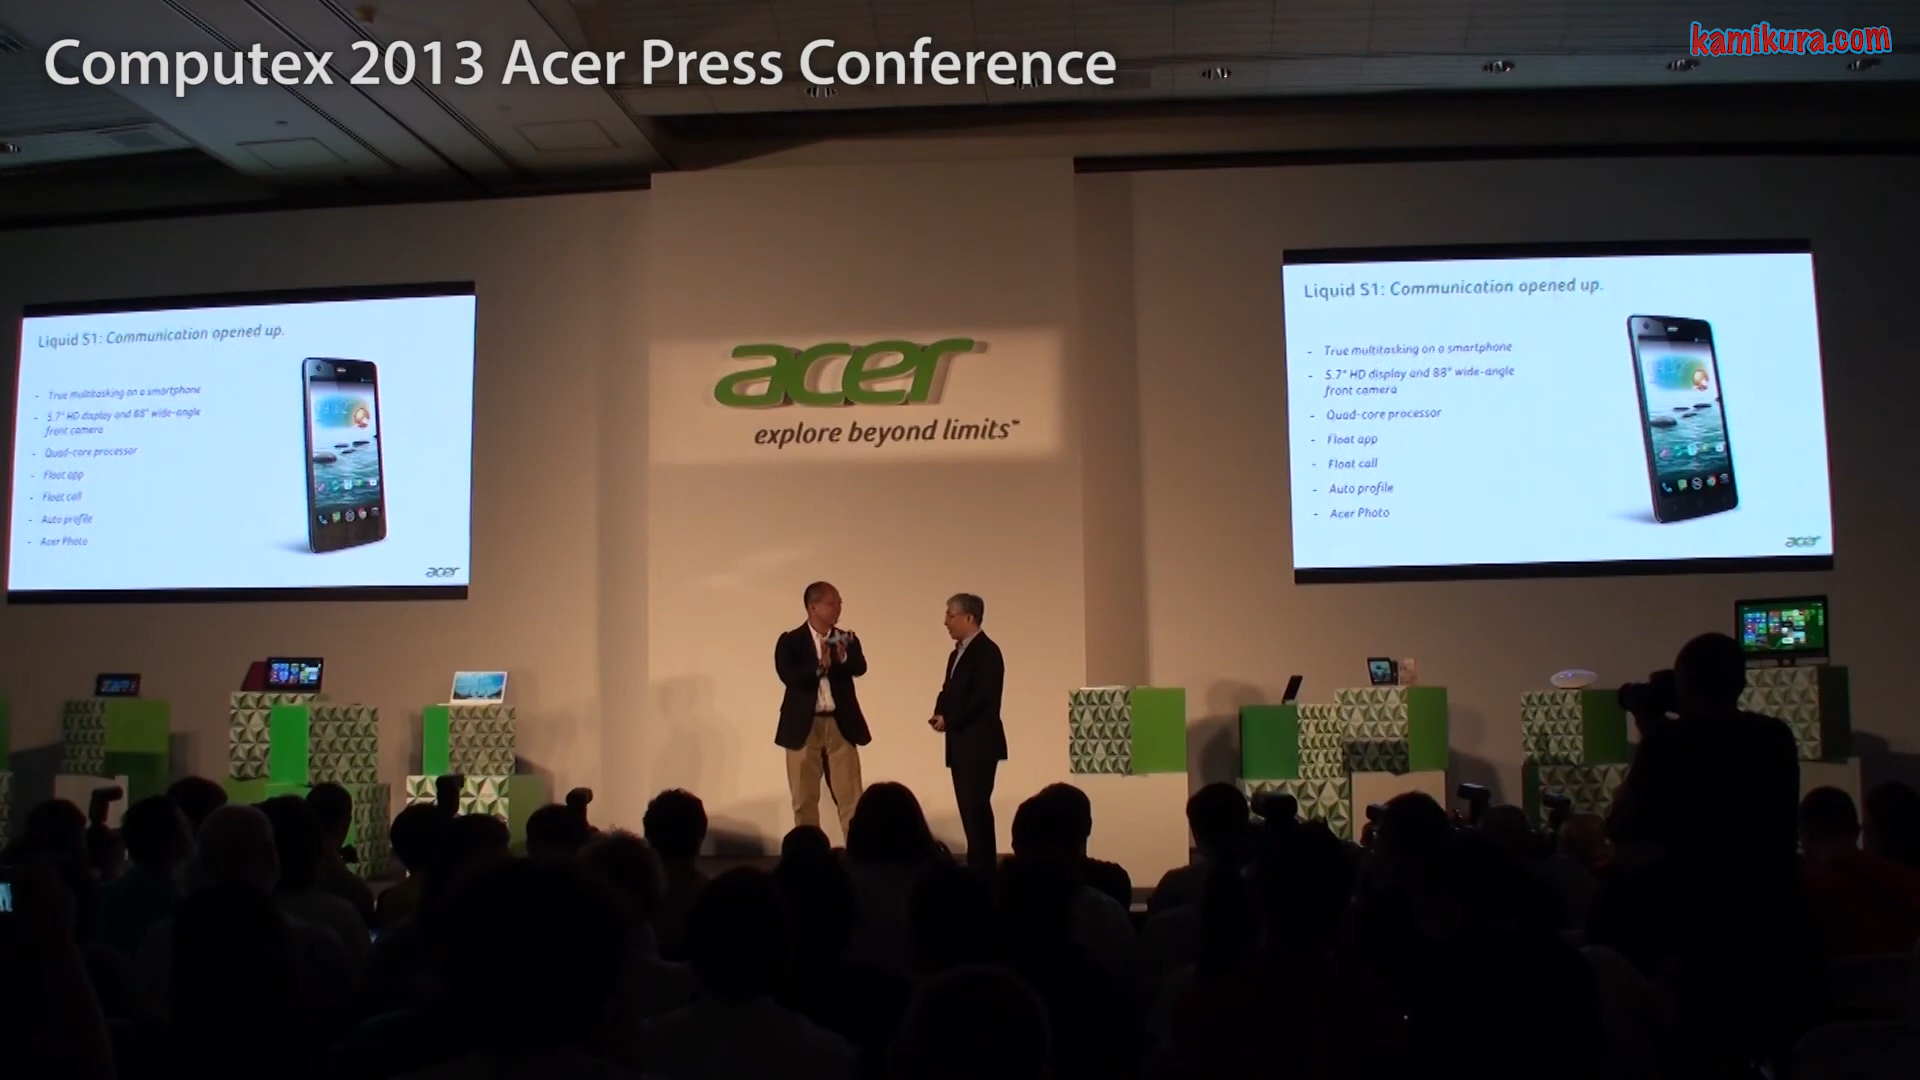 Computex 2013 Acer Press Conference
kamikura.com
acer
explore beyond limits™
Liquid S1: Communication opened up.
- True multitasking on a smartphone
- 5.7" HD display and 88° wide-angle
front camera
- Quad-core processor
- Float app
- Float call
- Auto profile
- Acer Photo
acer
Liquid S1: Communication opened up.
- True multitasking on a smartphone
- 5.7" HD display and 88° wide-angle
front camera
- Quad-core processor
- Float app
- Float call
- Auto profile
- Acer Photo
acer